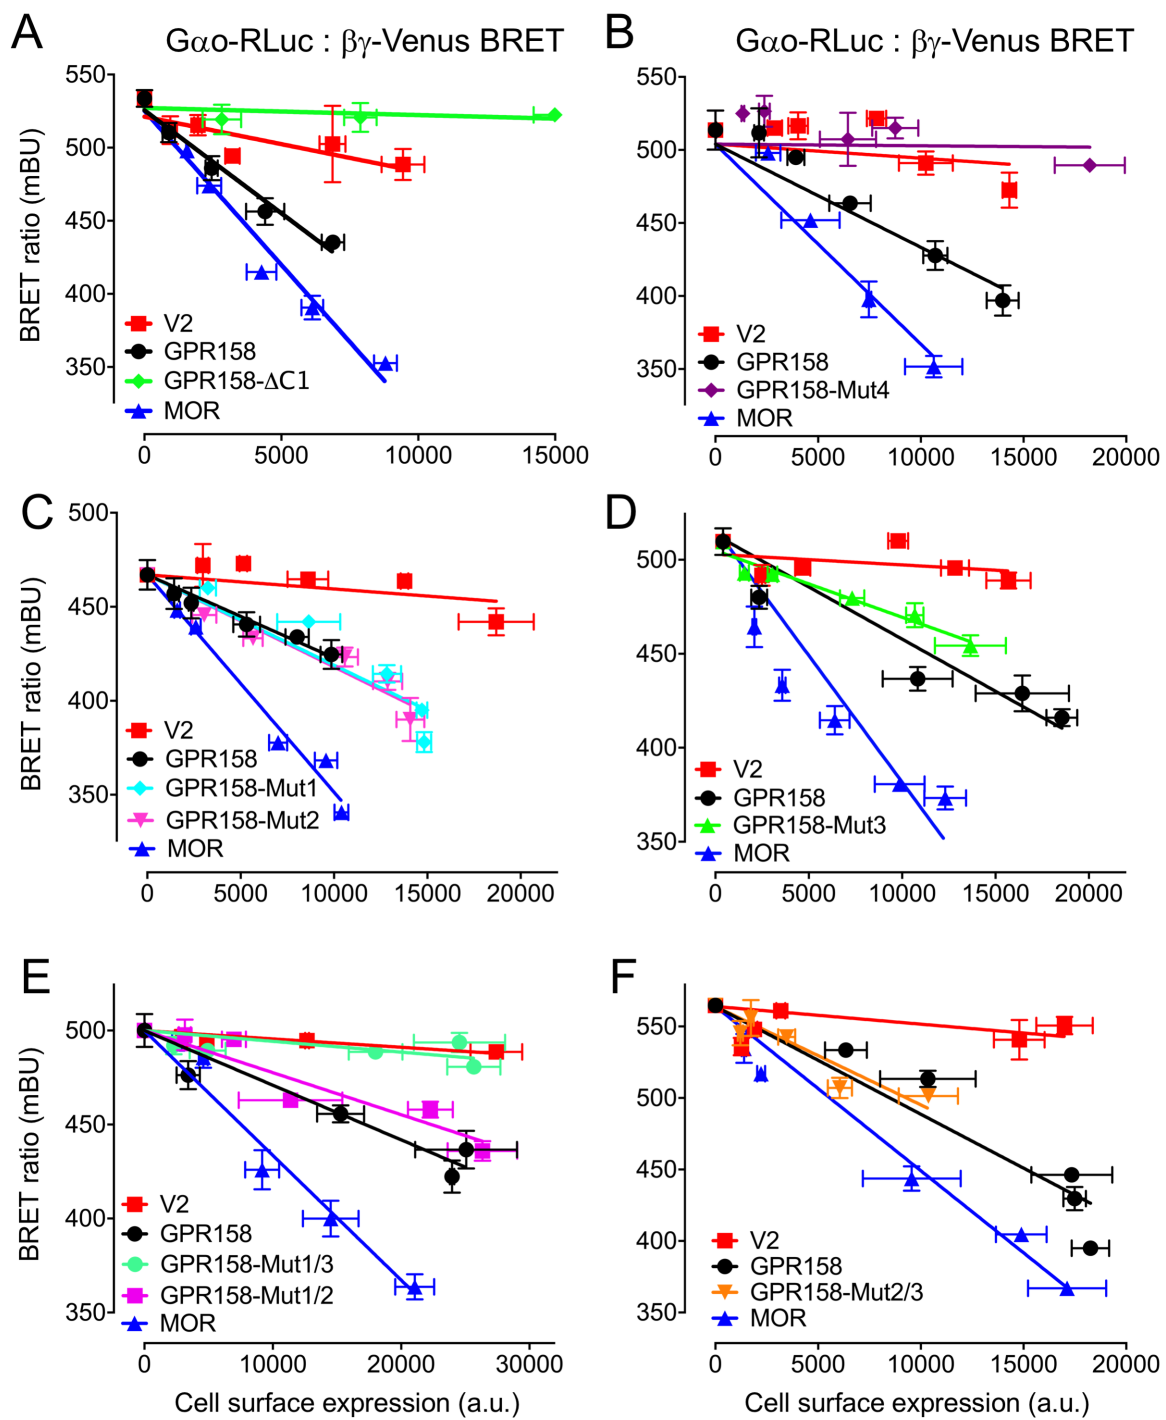 A
Gαo-RLuc : βγ-Venus BRET
BRET ratio (mBU)
550
500
450
400
350
V2
GPR158
GPR158-ΔC1
MOR
0
5000
10000
15000
B
Gαo-RLuc : βγ-Venus BRET
550
500
450
400
350
V2
GPR158
GPR158-Mut4
MOR
0
5000
10000
15000
20000
C
BRET ratio (mBU)
500
450
400
350
V2
GPR158
GPR158-Mut1
GPR158-Mut2
MOR
0
5000
10000
15000
20000
D
500
450
400
350
V2
GPR158
GPR158-Mut3
MOR
0
5000
10000
15000
20000
E
BRET ratio (mBU)
500
450
400
350
V2
GPR158
GPR158-Mut1/3
GPR158-Mut1/2
MOR
0
10000
20000
30000
Cell surface expression (a.u.)
F
550
500
450
400
350
V2
GPR158
GPR158-Mut2/3
MOR
0
5000
10000
15000
20000
Cell surface expression (a.u.)